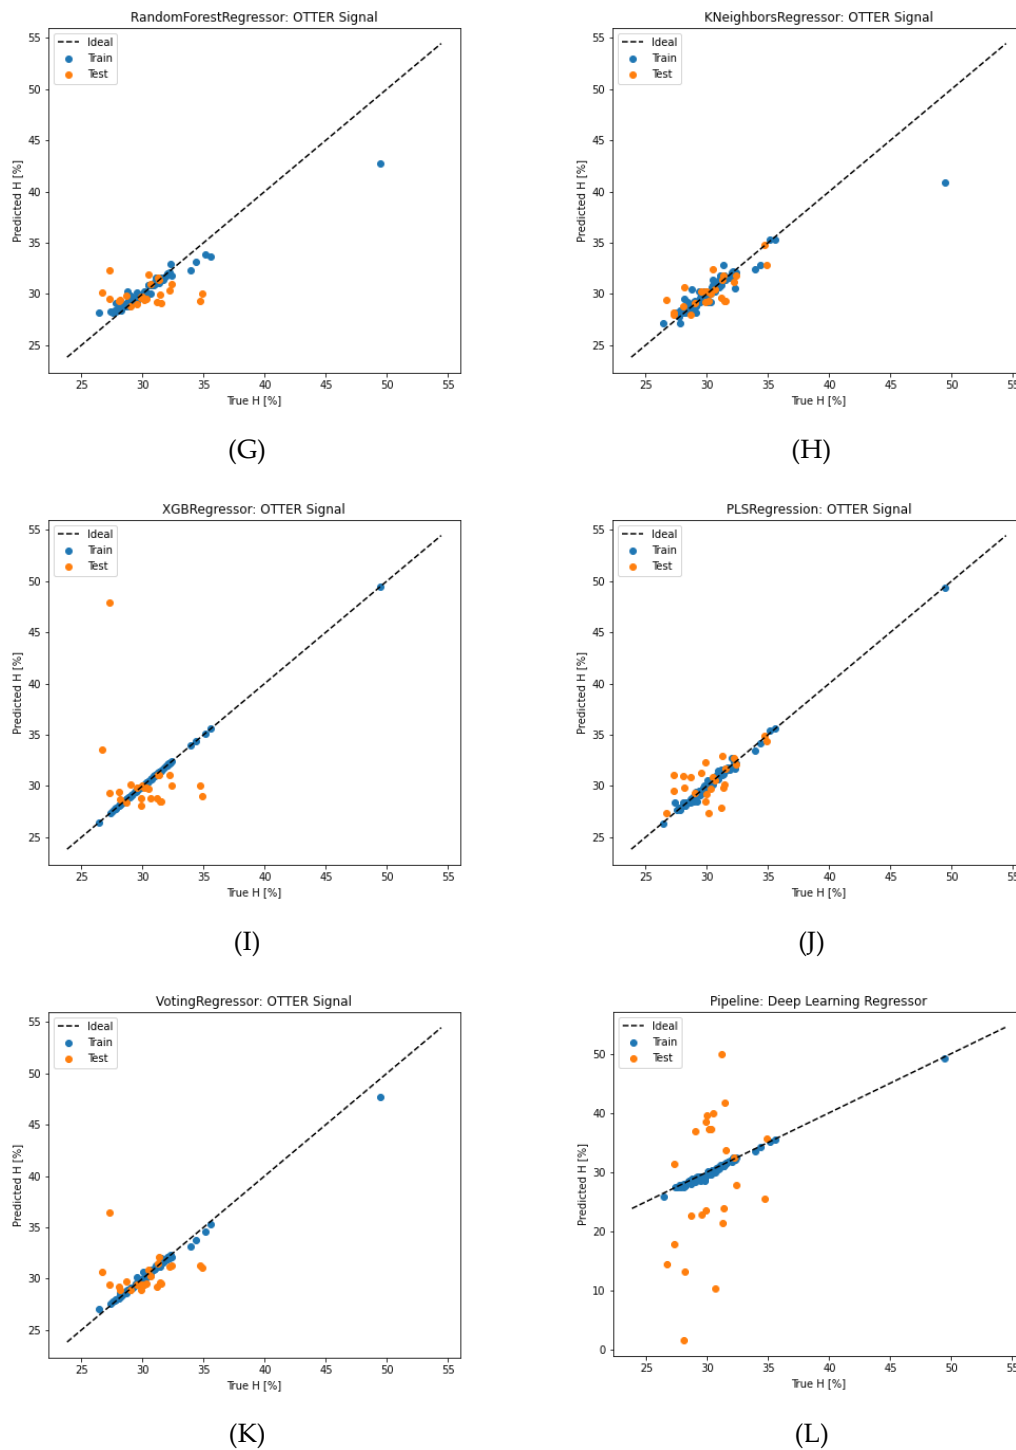 RandomForestRegressor: OTTER Signal
Ideal
Train
Test
55
50
45
40
35
30
25
Predicted H [%]
25 30 35 40 45 50 55
True H [%]
(G)
KNeighborsRegressor: OTTER Signal
Ideal
Train
Test
55
50
45
40
35
30
25
Predicted H [%]
25 30 35 40 45 50 55
True H [%]
(H)
XGBRegressor: OTTER Signal
Ideal
Train
Test
55
50
45
40
35
30
25
Predicted H [%]
25 30 35 40 45 50 55
True H [%]
(I)
PLSRegression: OTTER Signal
Ideal
Train
Test
55
50
45
40
35
30
25
Predicted H [%]
25 30 35 40 45 50 55
True H [%]
(J)
VotingRegressor: OTTER Signal
Ideal
Train
Test
55
50
45
40
35
30
25
Predicted H [%]
25 30 35 40 45 50 55
True H [%]
(K)
Pipeline: Deep Learning Regressor
Ideal
Train
Test
50
40
30
20
10
0
Predicted H [%]
25 30 35 40 45 50 55
True H [%]
(L)